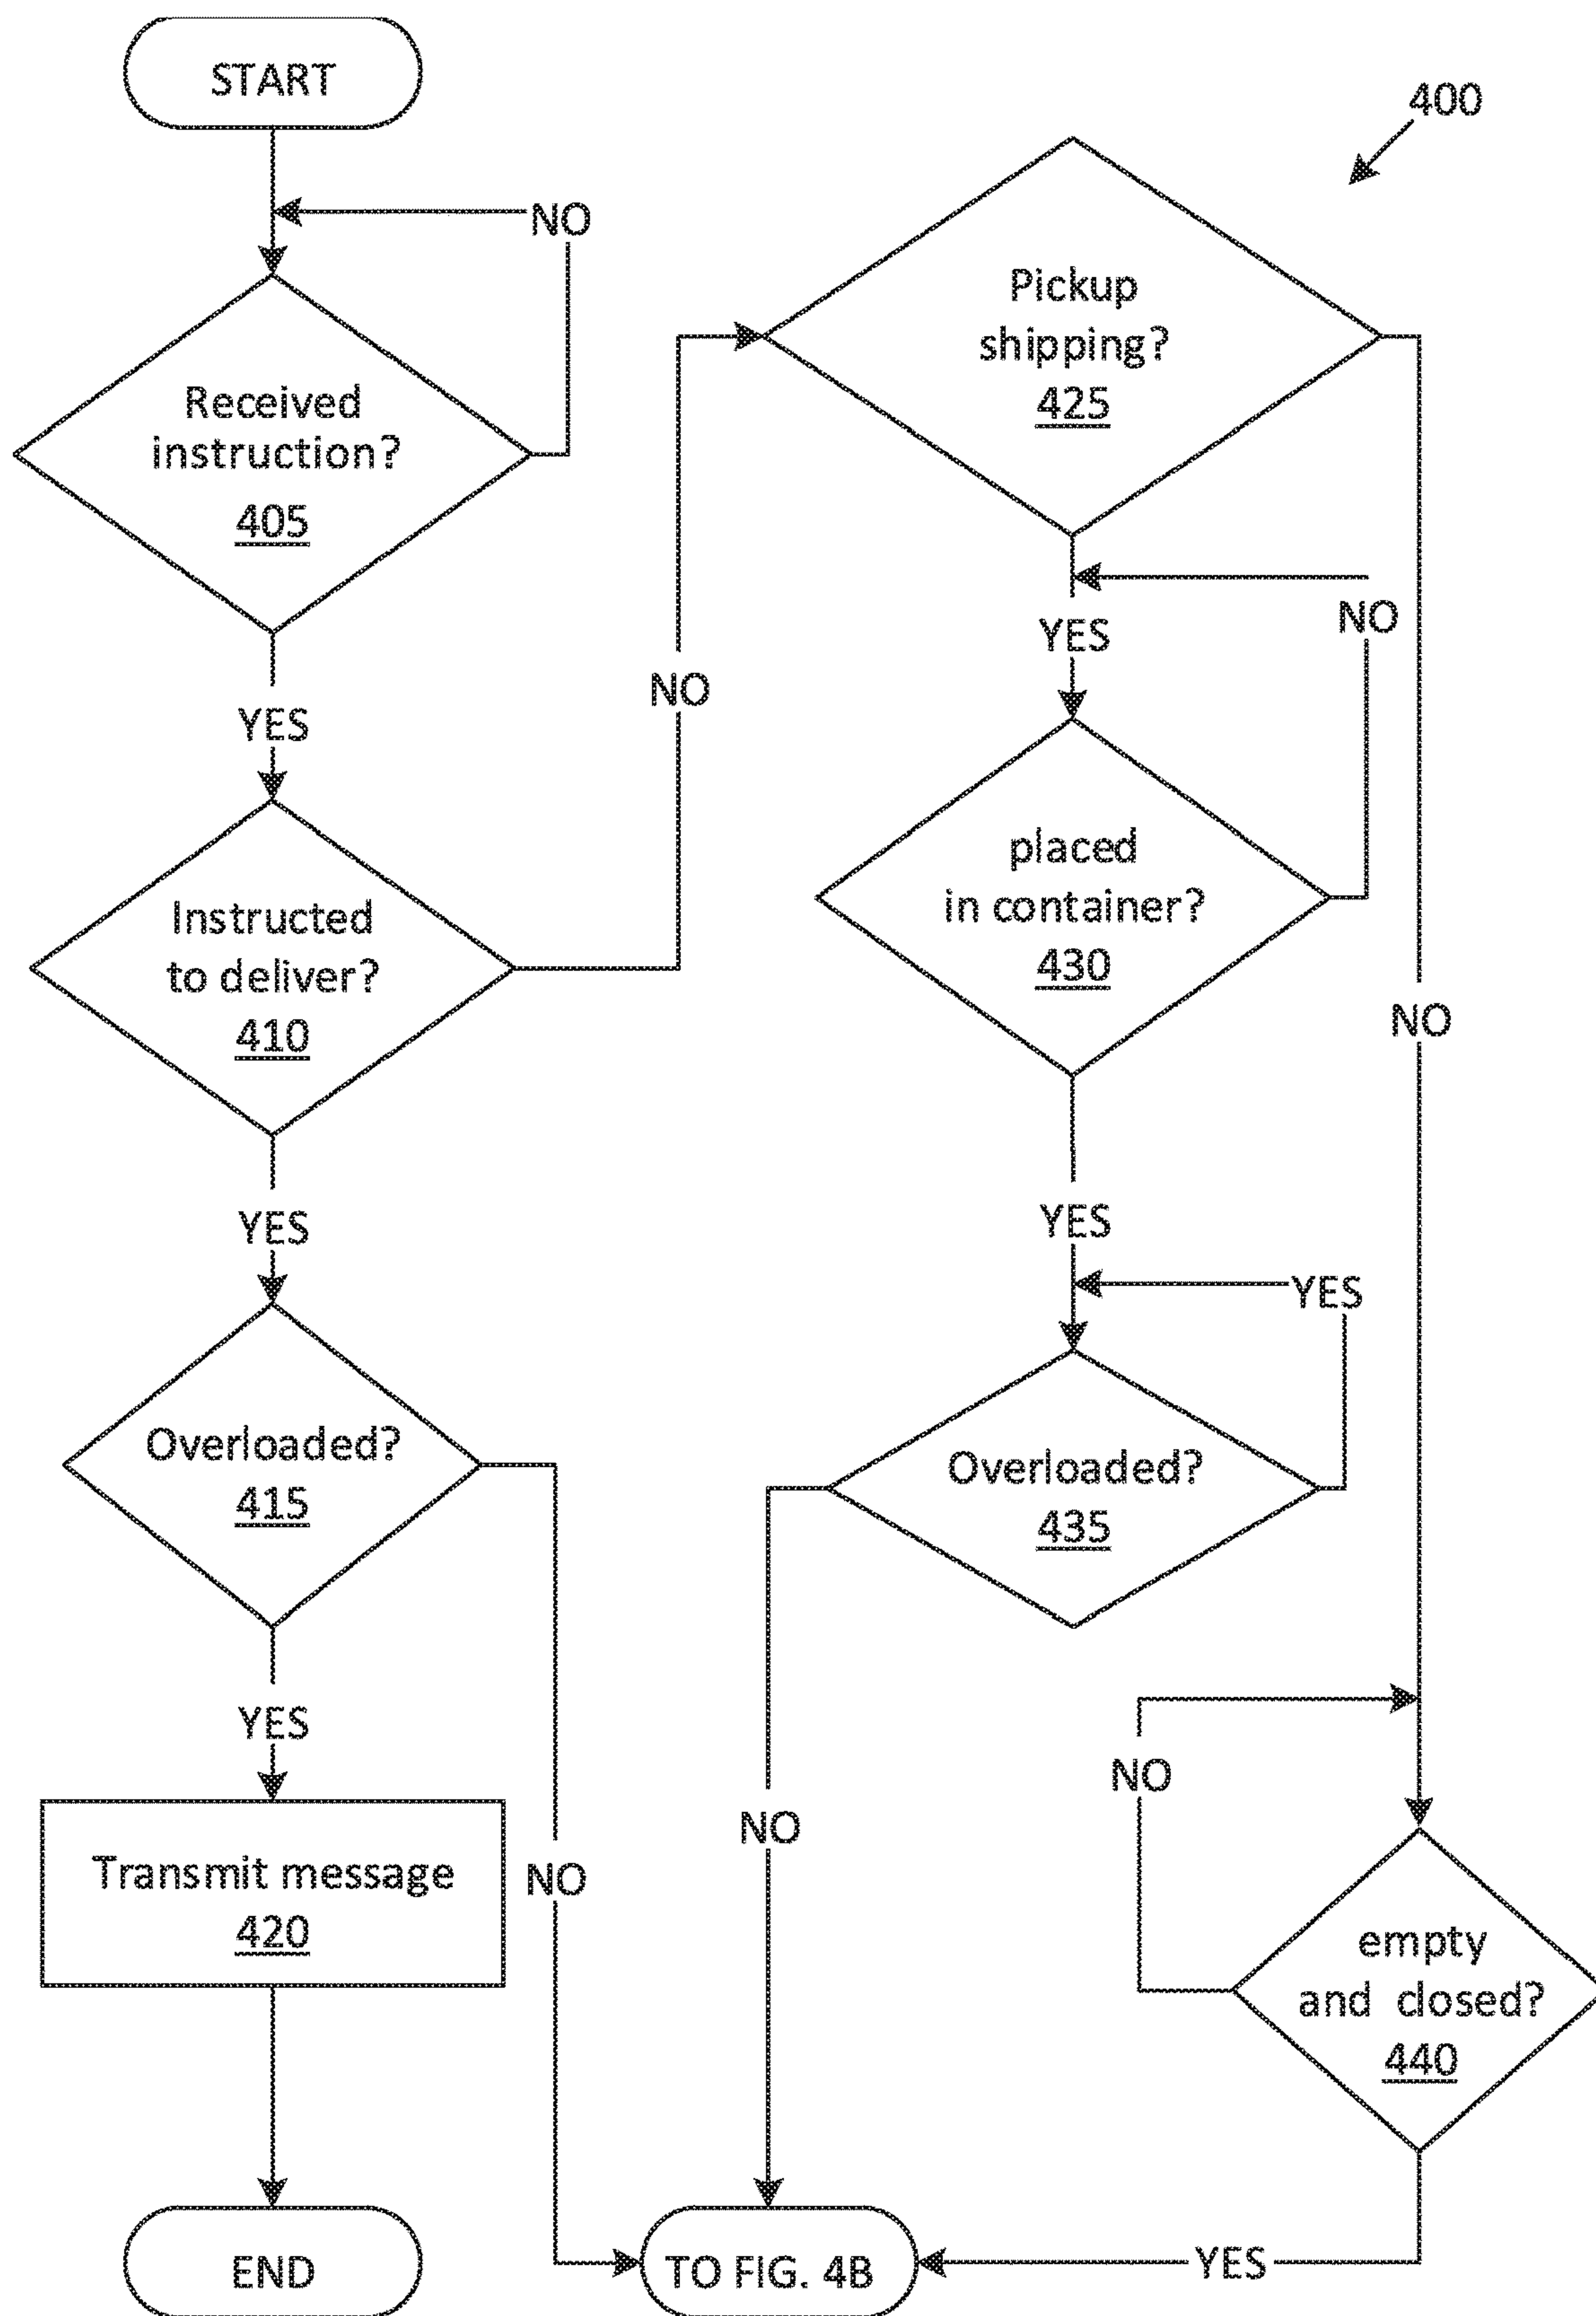 START
NO
Received
instruction?
405
YES
Instructed
to deliver?
410
NO
YES
Overloaded?
415
YES
NO
Transmit message
420
END
400
Pickup
shipping?
425
NO
YES
placed
in container?
430
NO
YES
YES
Overloaded?
435
NO
NO
empty
and closed?
440
YES
TO FIG. 4B